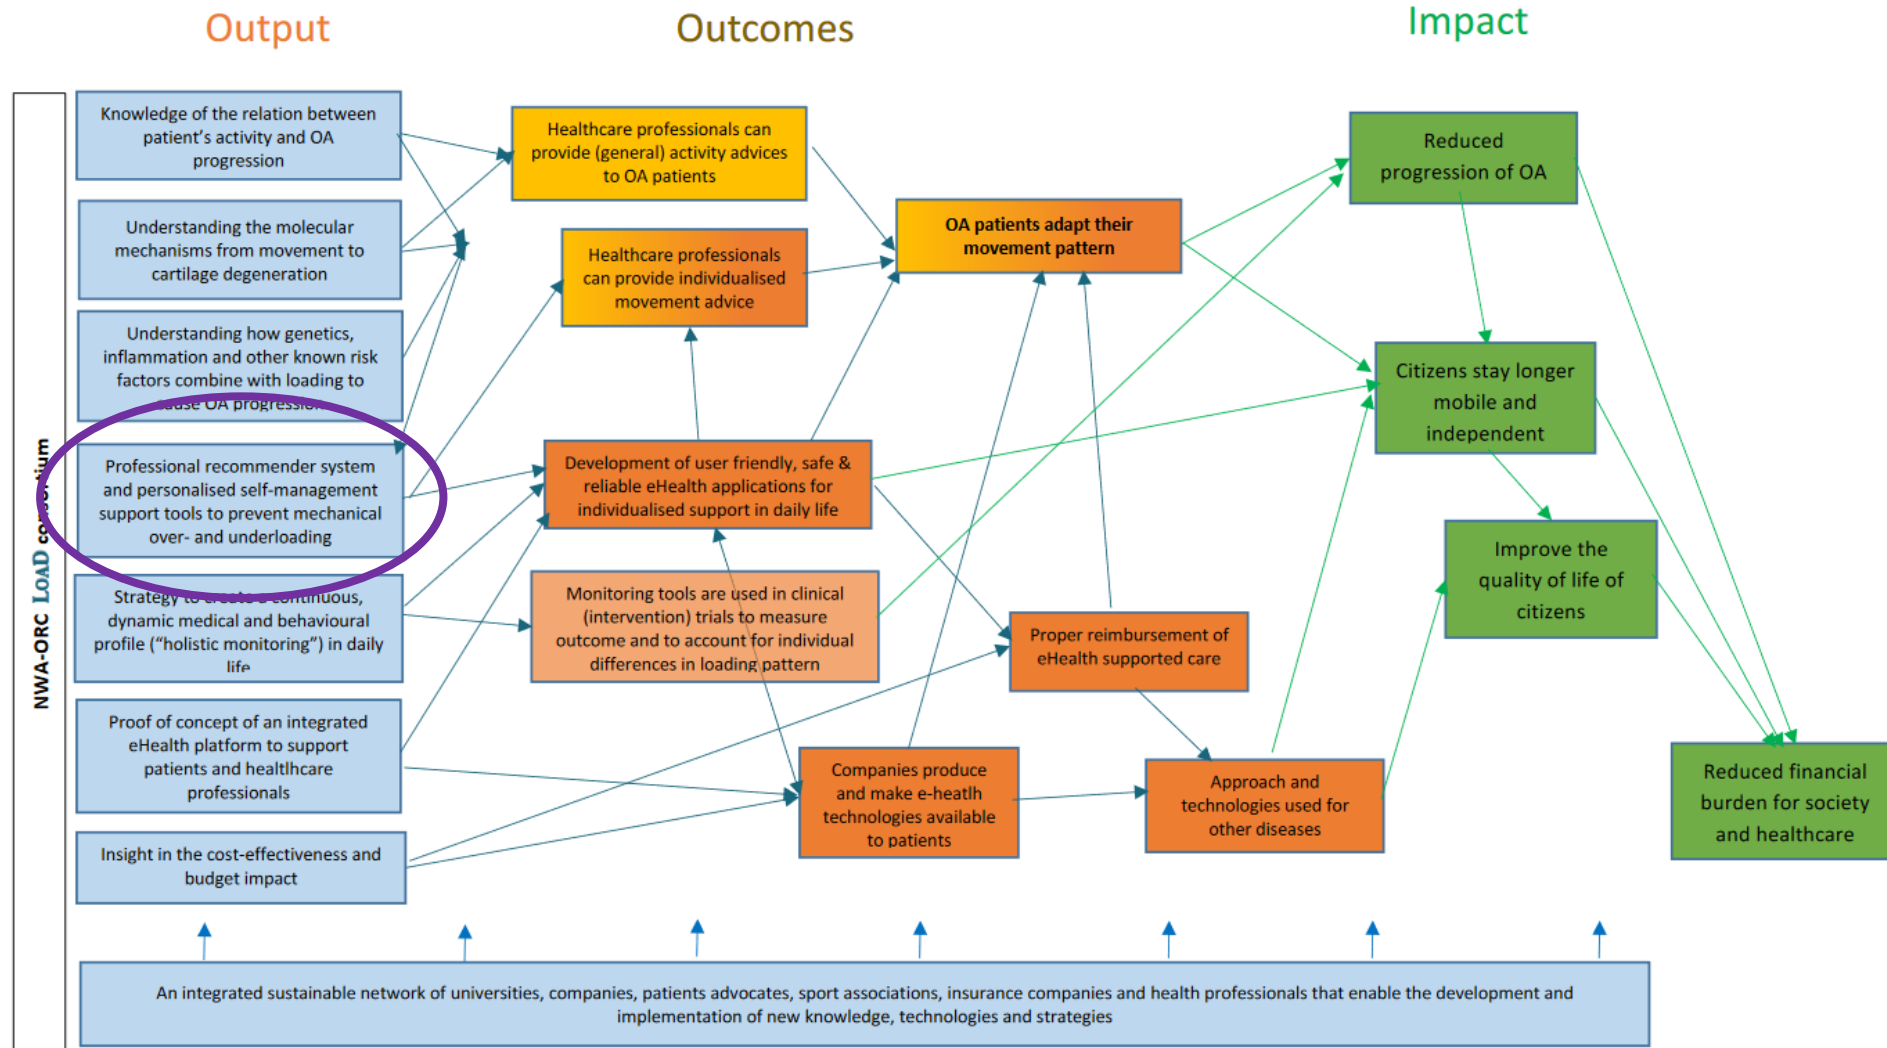 Output
Outcomes
Impact
NWA-ORC LOAD consortium
Knowledge of the relation between
patient's activity and OA
progression
Understanding the molecular
mechanisms from movement to
cartilage degeneration
Understanding how genetics,
inflammation and other known risk
factors combine with loading to
cause OA progression
Professional recommender system
and personalised self-management
support tools to prevent mechanical
over- and underloading
Strategy to create a continuous,
dynamic medical and behavioural
profile (“holistic monitoring”) in daily
life
Proof of concept of an integrated
eHealth platform to support
patients and healtlhcare
professionals
Insight in the cost-effectiveness and
budget impact
Healthcare professionals can
provide (general) activity advices
to OA patients
Healthcare professionals
can provide individualised
movement advice
Development of user friendly, safe &
reliable eHealth applications for
individualised support in daily life
Monitoring tools are used in clinical
(intervention) trials to measure
outcome and to account for individual
differences in loading pattern
OA patients adapt their
movement pattern
Proper reimbursement of
eHealth supported care
Companies produce
and make e-heatlh
technologies available
to patients
Approach and
technologies used for
other diseases
Reduced
progression of OA
Citizens stay longer
mobile and
independent
Improve the
quality of life of
citizens
Reduced financial
burden for society
and healthcare
An integrated sustainable network of universities, companies, patients advocates, sport associations, insurance companies and health professionals that enable the development and
implementation of new knowledge, technologies and strategies